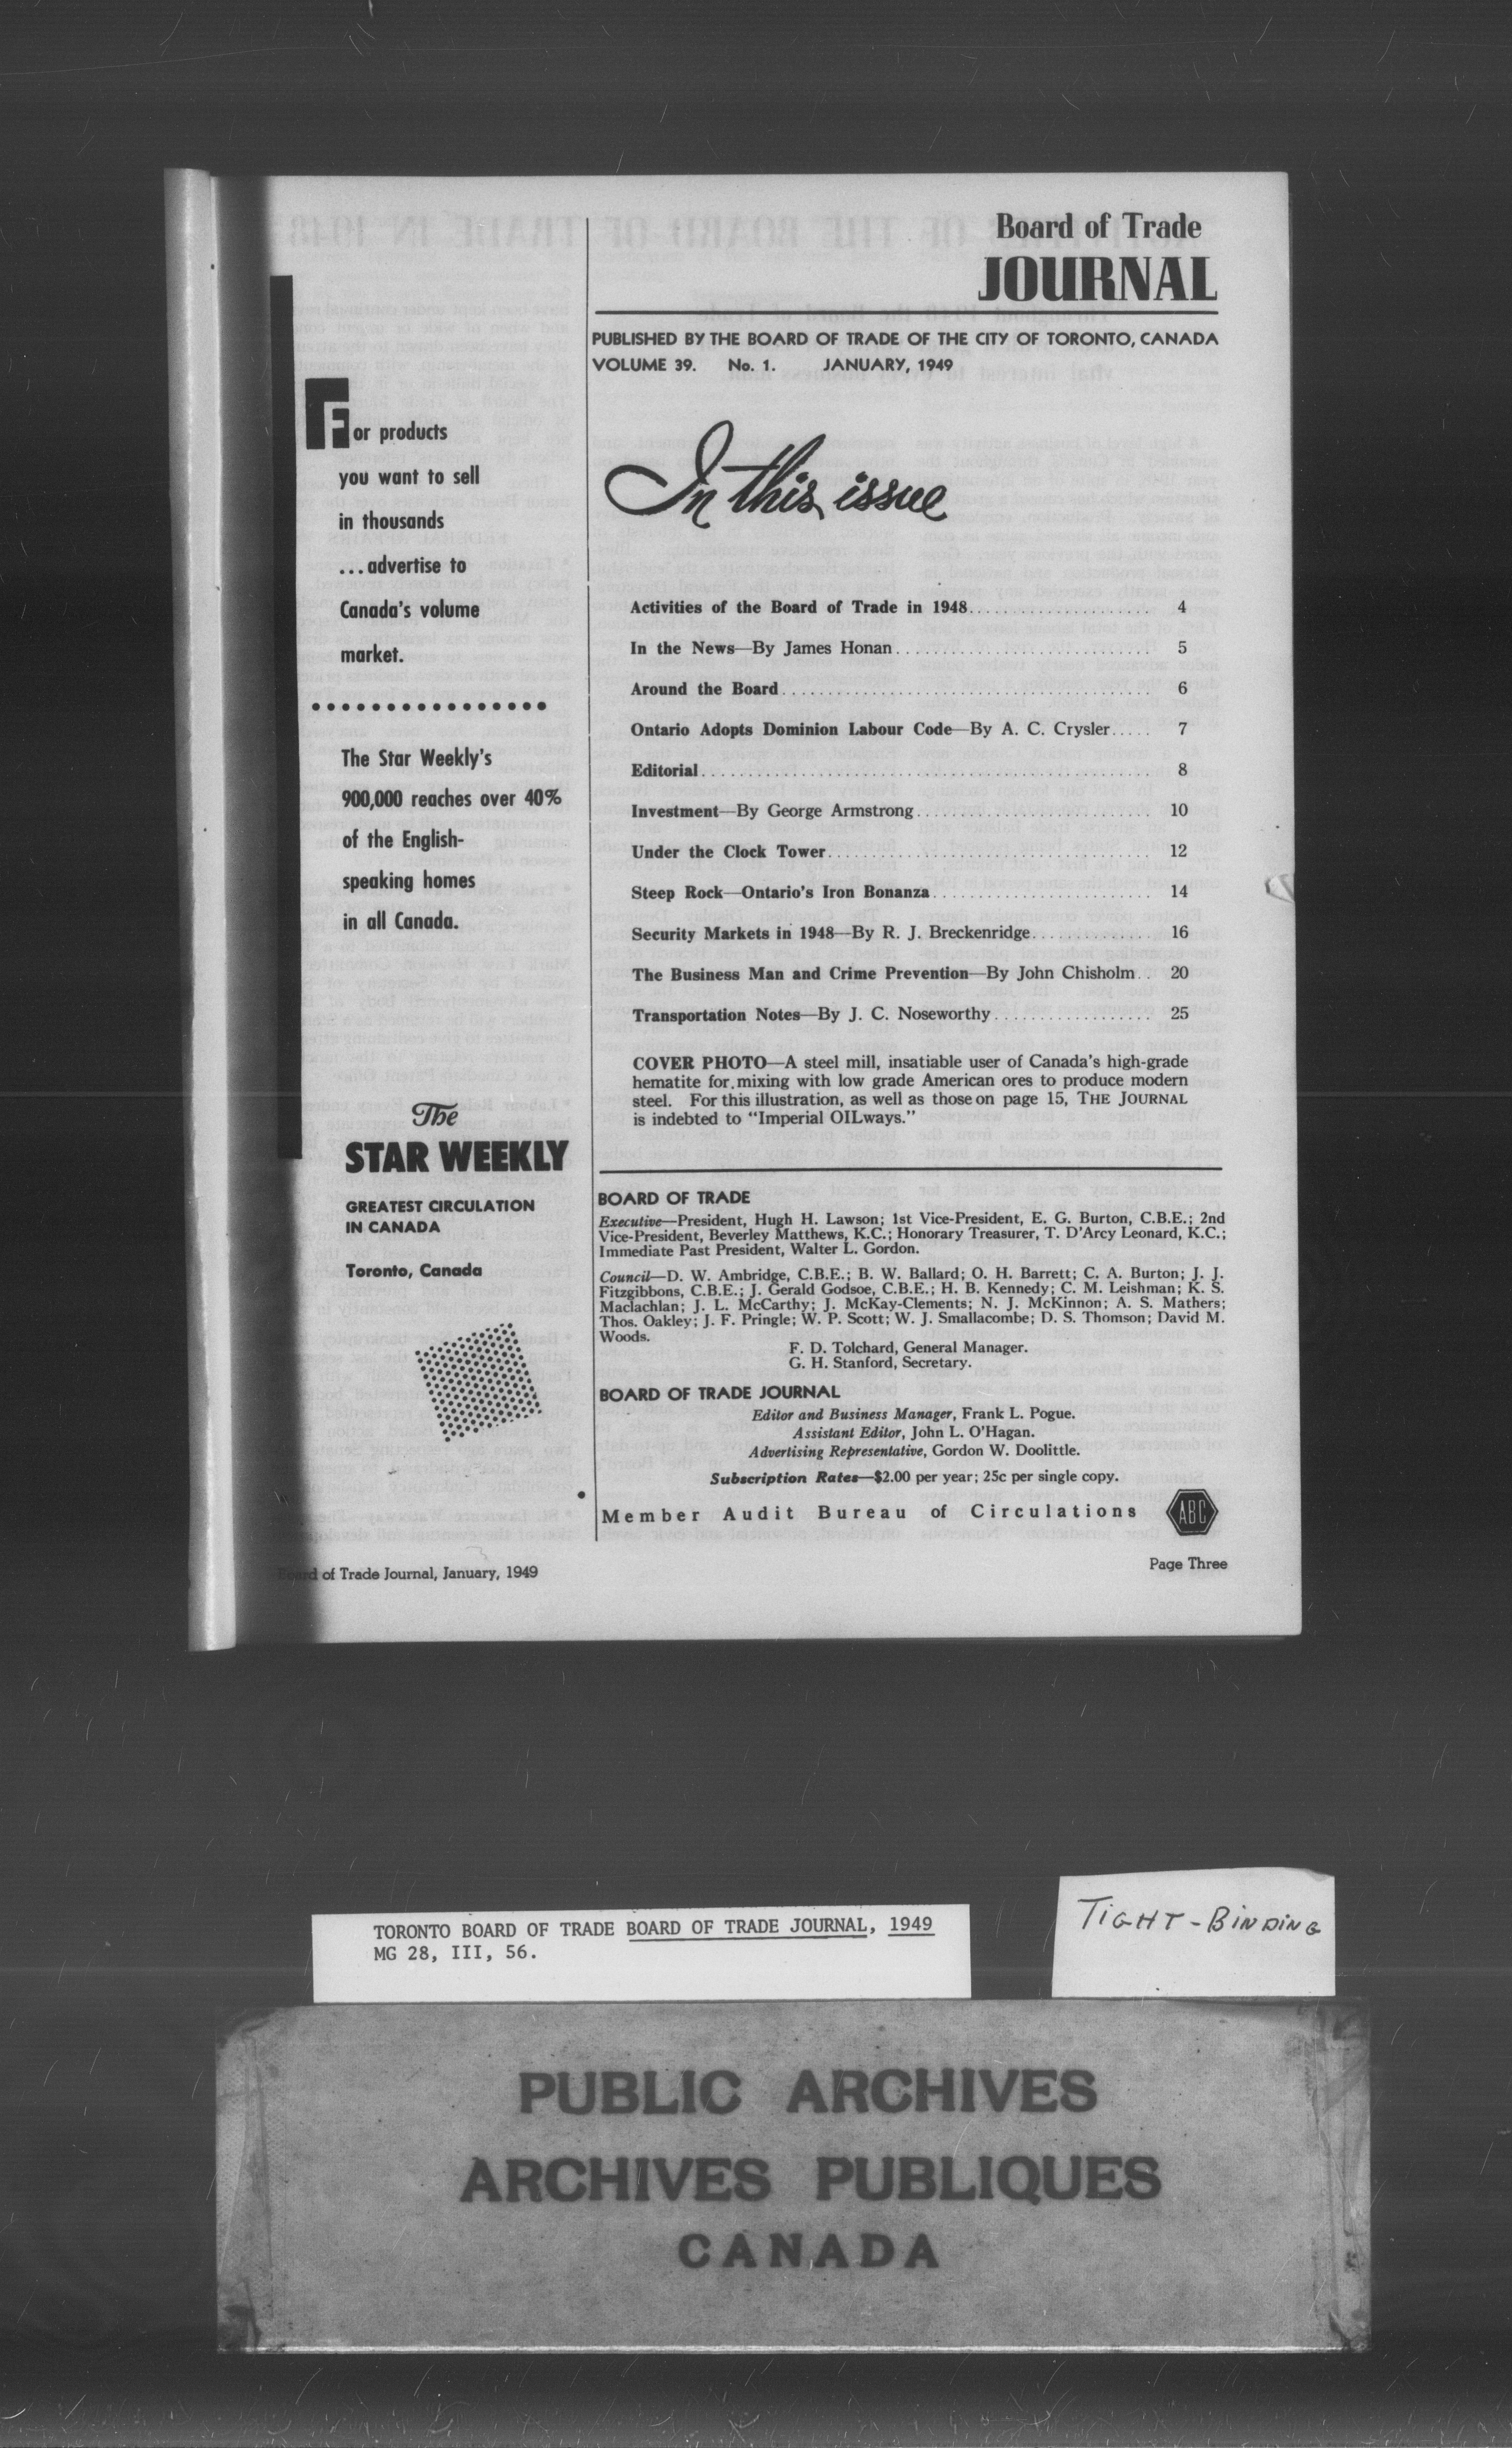 For products
you want to sell
in thousands
...advertise to
Canada's volume
market.
The Star Weekly's
900,000 reaches over 40%
of the English-
speaking homes
in all Canada.
The
STAR WEEKLY
GREATEST CIRCULATION
IN CANADA
Toronto, Canada
Board of Trade
JOURNAL
PUBLISHED BY THE BOARD OF TRADE OF THE CITY OF TORONTO, CANADA
VOLUME 39. No. 1. JANUARY, 1949
In this issue
Activities of the Board of Trade in 1948..................... 4
In the News—By James Honan............................ 5
Around the Board........................................ 6
Ontario Adopts Dominion Labour Code—By A. C. Crysler..... 7
Editorial................................................. 8
Investment—By George Armstrong......................... 10
Under the Clock Tower................................... 12
Steep Rock—Ontario's Iron Bonanza........................ 14
Security Markets in 1948—By R. J. Breckenridge............. 16
The Business Man and Crime Prevention—By John Chisholm.. 20
Transportation Notes—By J. C. Noseworthy.................. 25
COVER PHOTO—A steel mill, insatiable user of Canada's high-grade
hematite for mixing with low grade American ores to produce modern
steel. For this illustration, as well as those on page 15, THE JOURNAL
is indebted to "Imperial OILways."
BOARD OF TRADE
Executive—President, Hugh H. Lawson; 1st Vice-President, E. G. Burton, C.B.E.; 2nd
Vice-President, Beverley Matthews, K.C.; Honorary Treasurer, T. D'Arcy Leonard, K.C.;
Immediate Past President, Walter L. Gordon.
Council—D. W. Ambridge, C.B.E.; B. W. Ballard; O. H. Barrett; C. A. Burton; J. J.
Fitzgibbons, C.B.E.; J. Gerald Godsoe, C.B.E.; H. B. Kennedy; C. M. Leishman; K. S.
Maclachlan; J. L. McCarthy; J. McKay-Clements; N. J. McKinnon; A. S. Mathers;
Thos. Oakley; J. F. Pringle; W. P. Scott; W. J. Smallacombe; D. S. Thomson; David M.
Woods.
F. D. Tolchard, General Manager.
G. H. Stanford, Secretary.
BOARD OF TRADE JOURNAL
Editor and Business Manager, Frank L. Pogue.
Assistant Editor, John L. O'Hagan.
Advertising Representative, Gordon W. Doolittle.
Subscription Rates—$2.00 per year; 25c per single copy.
Member Audit Bureau of Circulations ABC
Board of Trade Journal, January, 1949
Page Three
TORONTO BOARD OF TRADE BOARD OF TRADE JOURNAL, 1949
MG 28, III, 56.
TIGHT-BINDING
PUBLIC ARCHIVES
ARCHIVES PUBLIQUES
CANADA